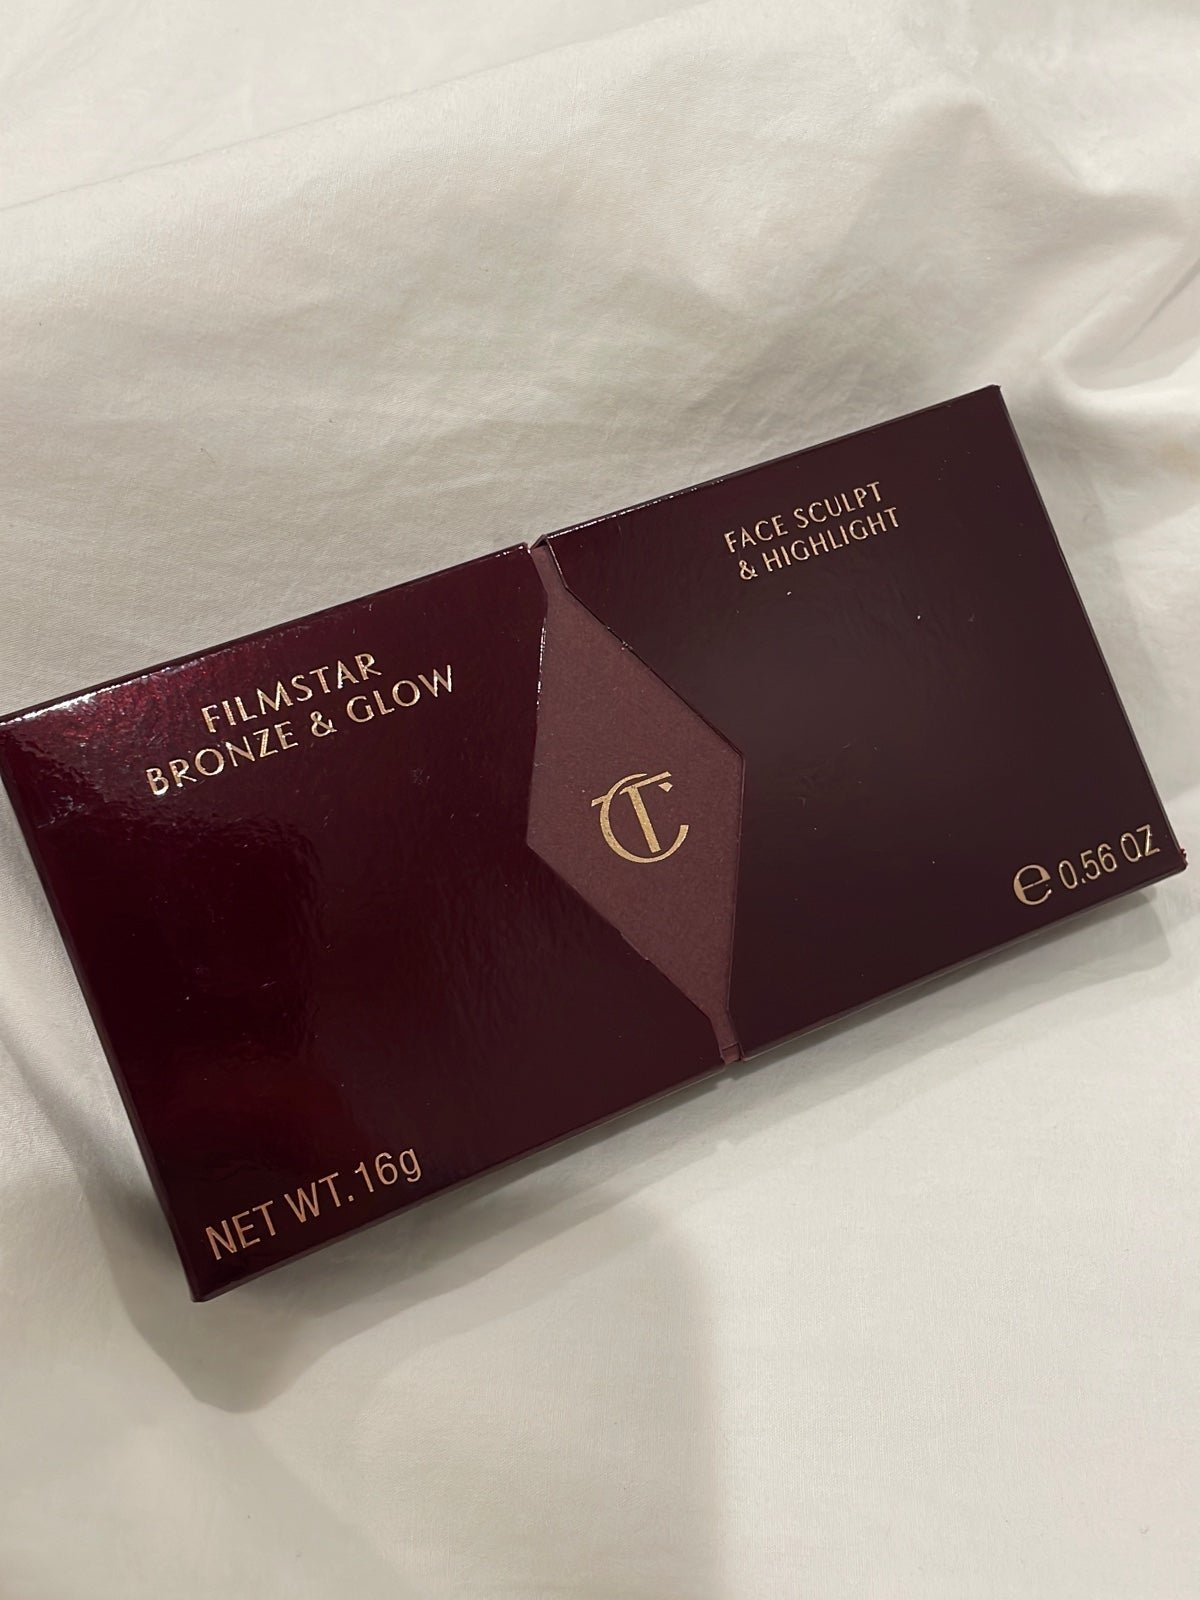 FILMSTAR
BRONZE & GLOW
FACE SCULPT
& HIGHLIGHT
CT
NET WT.16g
℮ 0.56 OZ